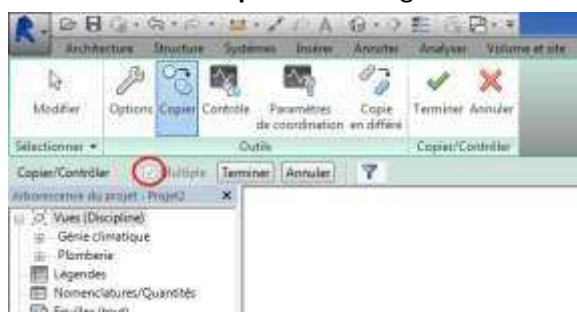 Architecture Structure Systèmes Insérer Annoter Analyser Volume et site
Modifier Options Copier Contrôle Paramètres de coordination Copie en différé Terminer Annuler
Sélectionner Outils Copier/Contrôler
Copier/Contrôler Multiple Terminer Annuler
Arborescence du projet - Projet2
Vues (Discipline)
Génie climatique
Plomberie
Légendes
Nomenclatures/Quantités
Feuilles (tout)